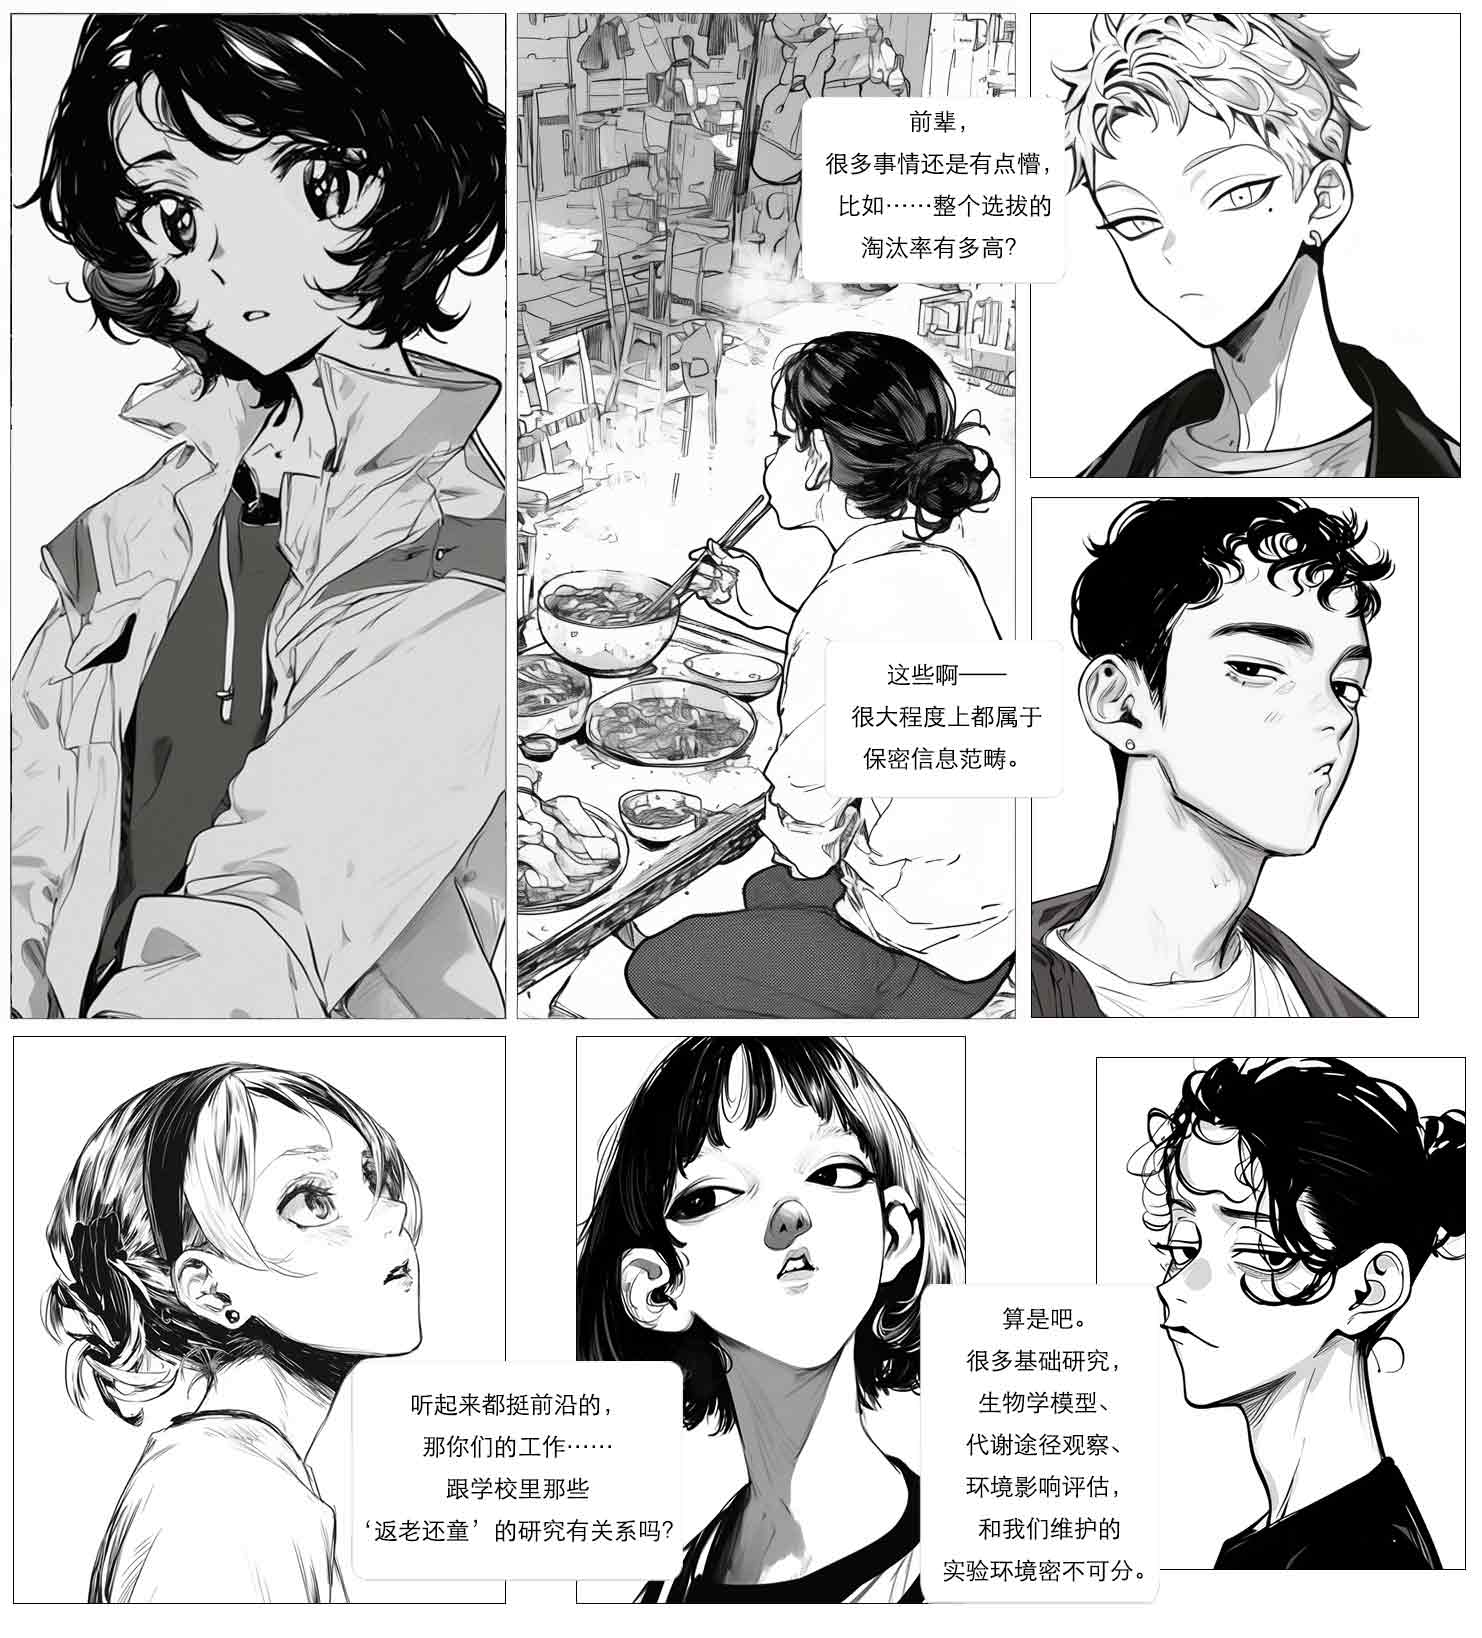 前辈，
很多事情还是有点懵，
比如……整个选拔的
淘汰率有多高？
这些啊——
很大程度上都属于
保密信息范畴。
听起来都挺前沿的，
那你们的工作……
跟学校里那些
‘返老还童’的研究有关系吗？
算是吧。
很多基础研究，
生物学模型、
代谢途径观察、
环境影响评估，
和我们维护的
实验环境密不可分。